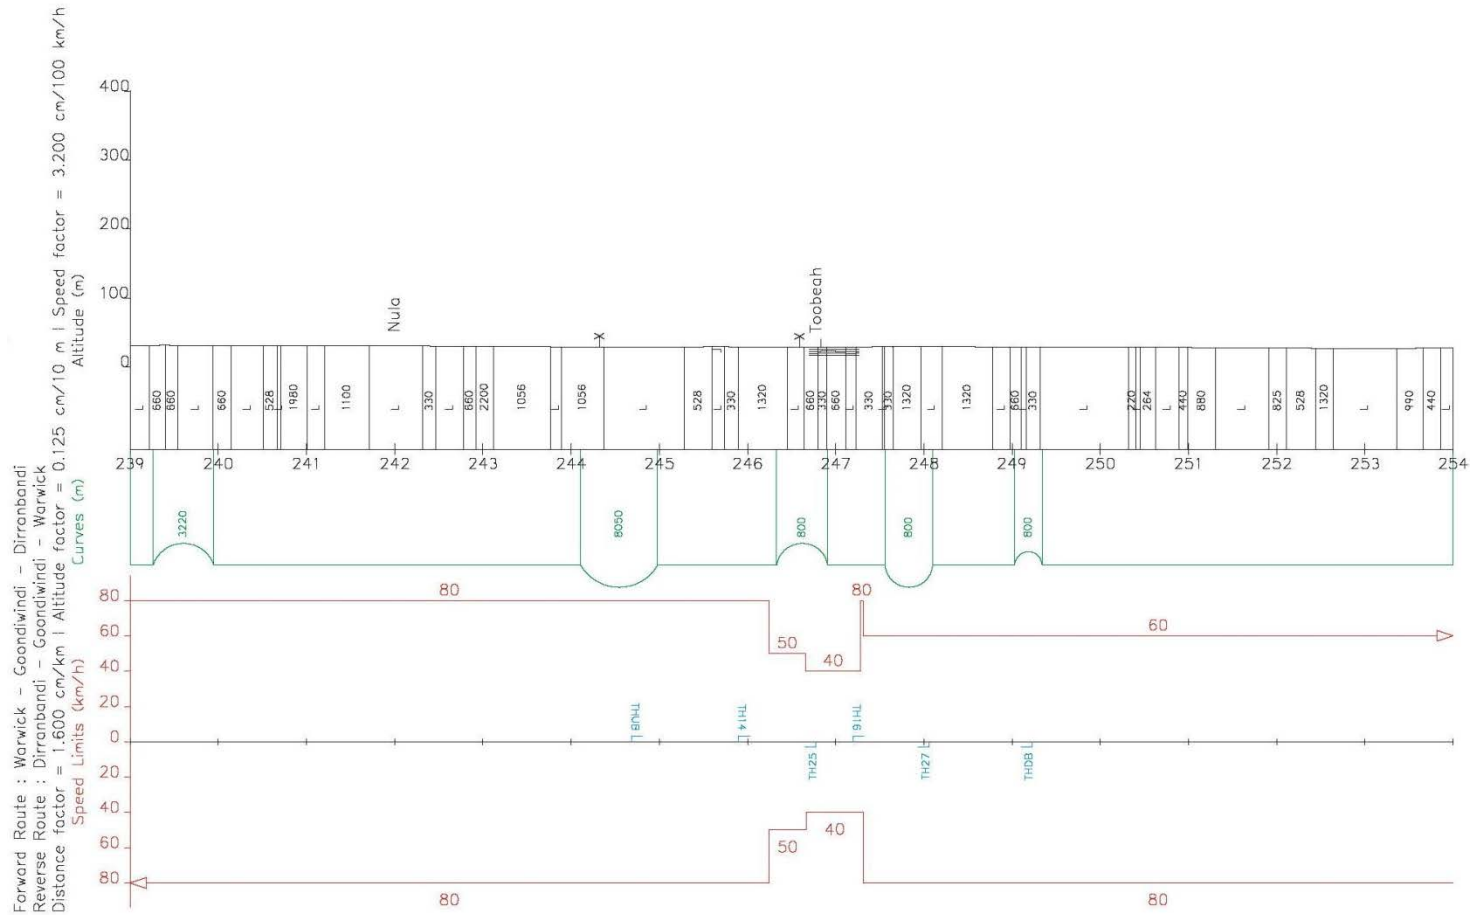 Forward Route : Warwick - Goondiwindi - Dirranbandi
Reverse Route : Dirranbandi - Goondiwindi - Warwick
Distance factor = 1.600 cm/km | Altitude factor = 0.125 cm/10 m | Speed factor = 3.200 cm/100 km/h
Altitude (m)
400
300
200
100
0
Nula
Toobeah
L 660 660 L 660 L 528 L 1980 L 1100 L 330 L 660 2200 1056 L 1056 L 528 L 330 1320 L 660 330 660 L 330 L 330 1320 L 1320 L 660 L 330 L 220 L 264 L 440 880 L 825 528 1320 L 990 440 L
239 240 241 242 243 244 245 246 247 248 249 250 251 252 253 254
Curves (m)
3220 8050 800 800 800
Speed Limits (km/h)
80
60
40
20
0
20
40
60
80
80 50 40 80 60
THUB TH14 TH16
TH25 TH27 THDB
50 40
80 80